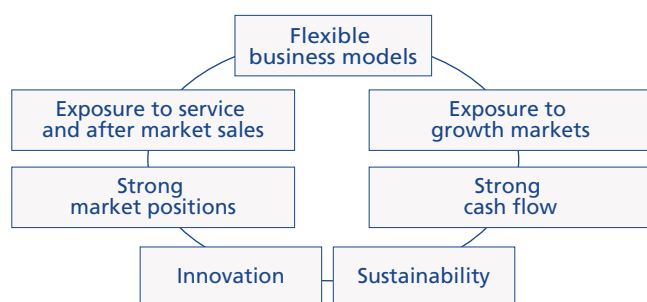 Flexible
business models
Exposure to service
and after market sales
Exposure to
growth markets
Strong
market positions
Strong
cash flow
Innovation
Sustainability